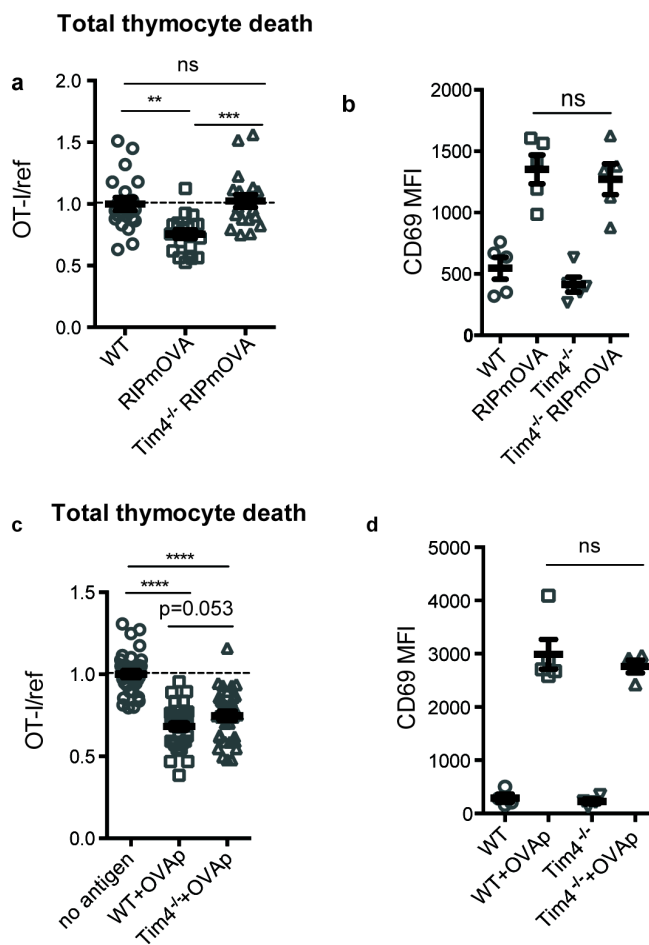 Total thymocyte death
a
ns
**
***
2.0
1.5
1.0
0.5
0.0
OT-I/ref
WT
RIPmOVA
Tim4-/- RIPmOVA
b
ns
2000
1500
1000
500
0
CD69 MFI
WT
RIPmOVA
Tim4-/-
Tim4-/- RIPmOVA
Total thymocyte death
c
****
****
p=0.053
1.5
1.0
0.5
0.0
OT-I/ref
no antigen
WT+OVAp
Tim4-/-+OVAp
d
ns
5000
4000
3000
2000
1000
0
CD69 MFI
WT
WT+OVAp
Tim4-/-
Tim4-/-+OVAp